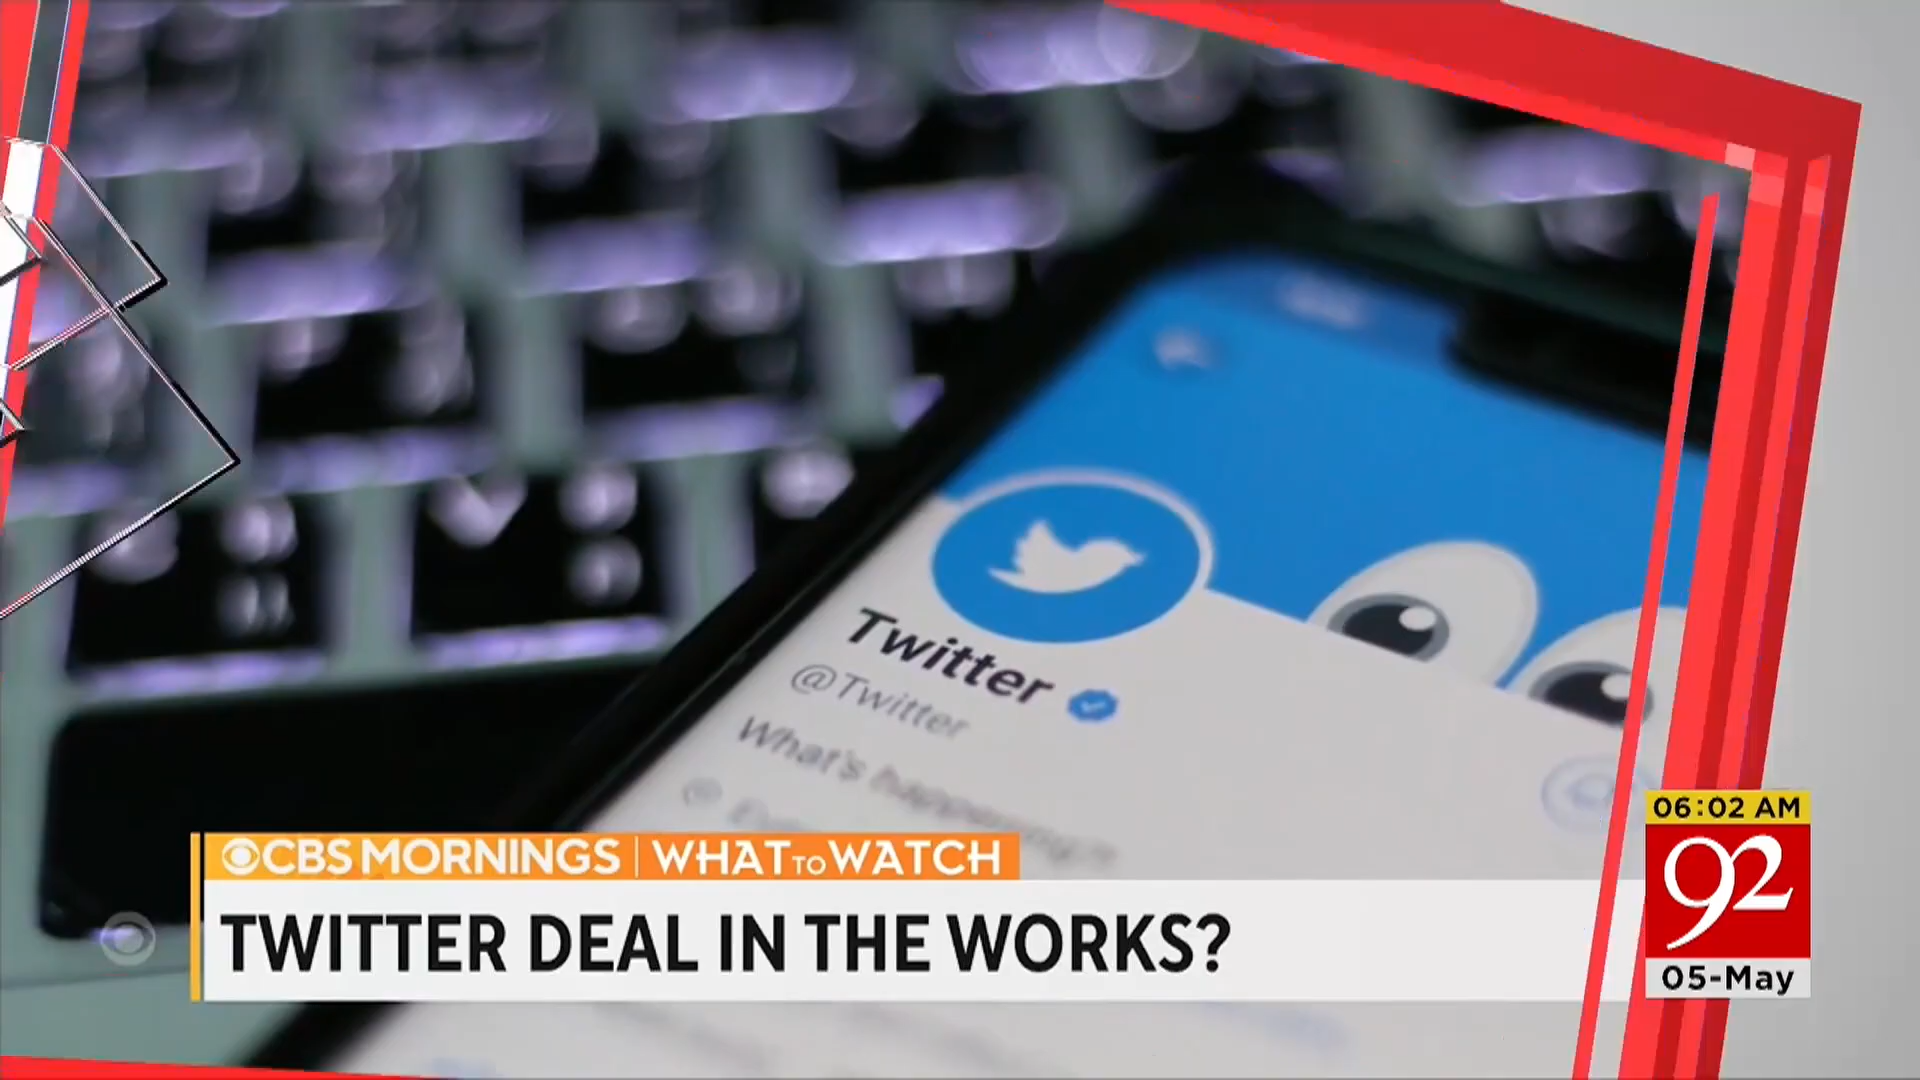 Twitter
@Twitter
What's happening?!
06:02 AM
92
05-May
CBS MORNINGS | WHAT TO WATCH
TWITTER DEAL IN THE WORKS?